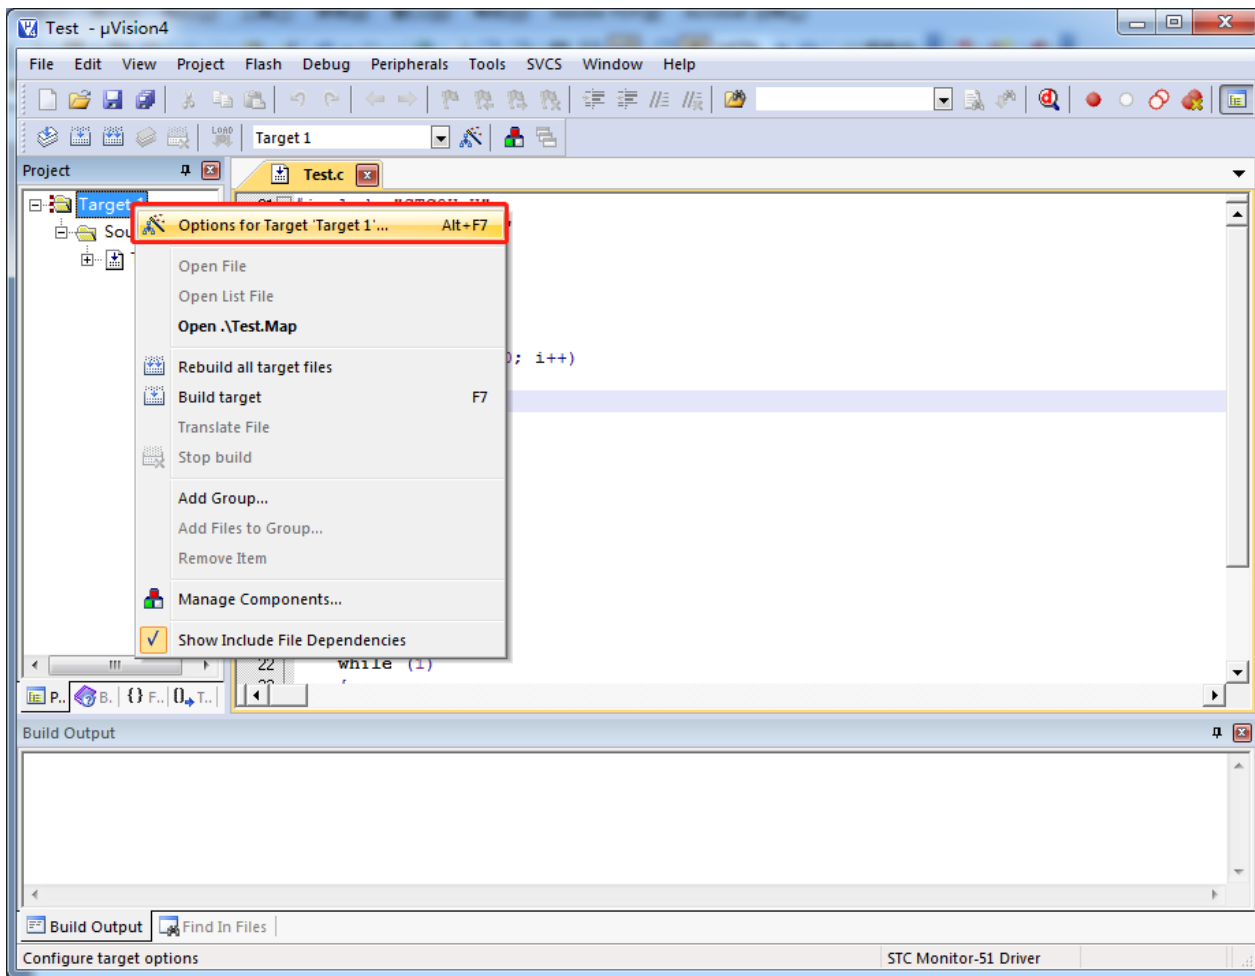 Test - µVision4
File Edit View Project Flash Debug Peripherals Tools SVCS Window Help
LOAD Target 1
Project
Test.c
Target 1
Options for Target 'Target 1'... Alt+F7
Open File
Open List File
Open .\Test.Map
0; i++)
Rebuild all target files
Build target F7
Translate File
Stop build
Add Group...
Add Files to Group...
Remove Item
Manage Components...
Show Include File Dependencies
22 while (1)
P.. B.. {} F.. 0 T..
Build Output
Build Output Find In Files
Configure target options STC Monitor-51 Driver